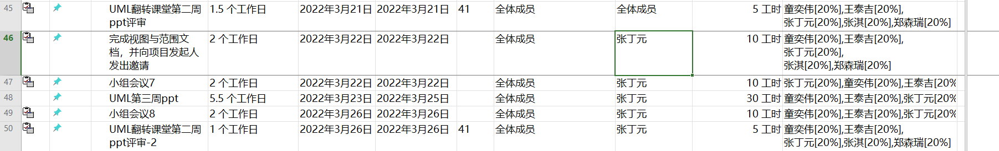 45 UML翻转课堂第二周 1.5 个工作日 2022年3月21日 2022年3月21日 41 全体成员 全体成员 5 工时 童奕伟[20%],王泰吉[20%],
ppt评审 张丁元[20%],张淇[20%],郑森瑞[20%]
46 完成视图与范围文 2 个工作日 2022年3月22日 2022年3月22日 全体成员 张丁元 10 工时 童奕伟[20%],王泰吉[20%],
档，并向项目发起人 张丁元[20%],
发出邀请 张淇[20%],郑森瑞[20%]
47 小组会议7 2 个工作日 2022年3月22日 2022年3月22日 全体成员 张丁元 10 工时 张丁元[20%],童奕伟[20%],王泰吉[20%
48 UML第三周ppt 5.5 个工作日 2022年3月23日 2022年3月25日 全体成员 张丁元 30 工时 童奕伟[20%],王泰吉[20%],张丁元[20%
49 小组会议8 2 个工作日 2022年3月26日 2022年3月26日 全体成员 张丁元 10 工时 童奕伟[20%],王泰吉[20%],张丁元[20%
50 UML翻转课堂第二周 1 个工作日 2022年3月26日 2022年3月26日 41 全体成员 张丁元 5 工时 童奕伟[20%],王泰吉[20%],
ppt评审-2 张丁元[20%],张淇[20%],郑森瑞[20%]